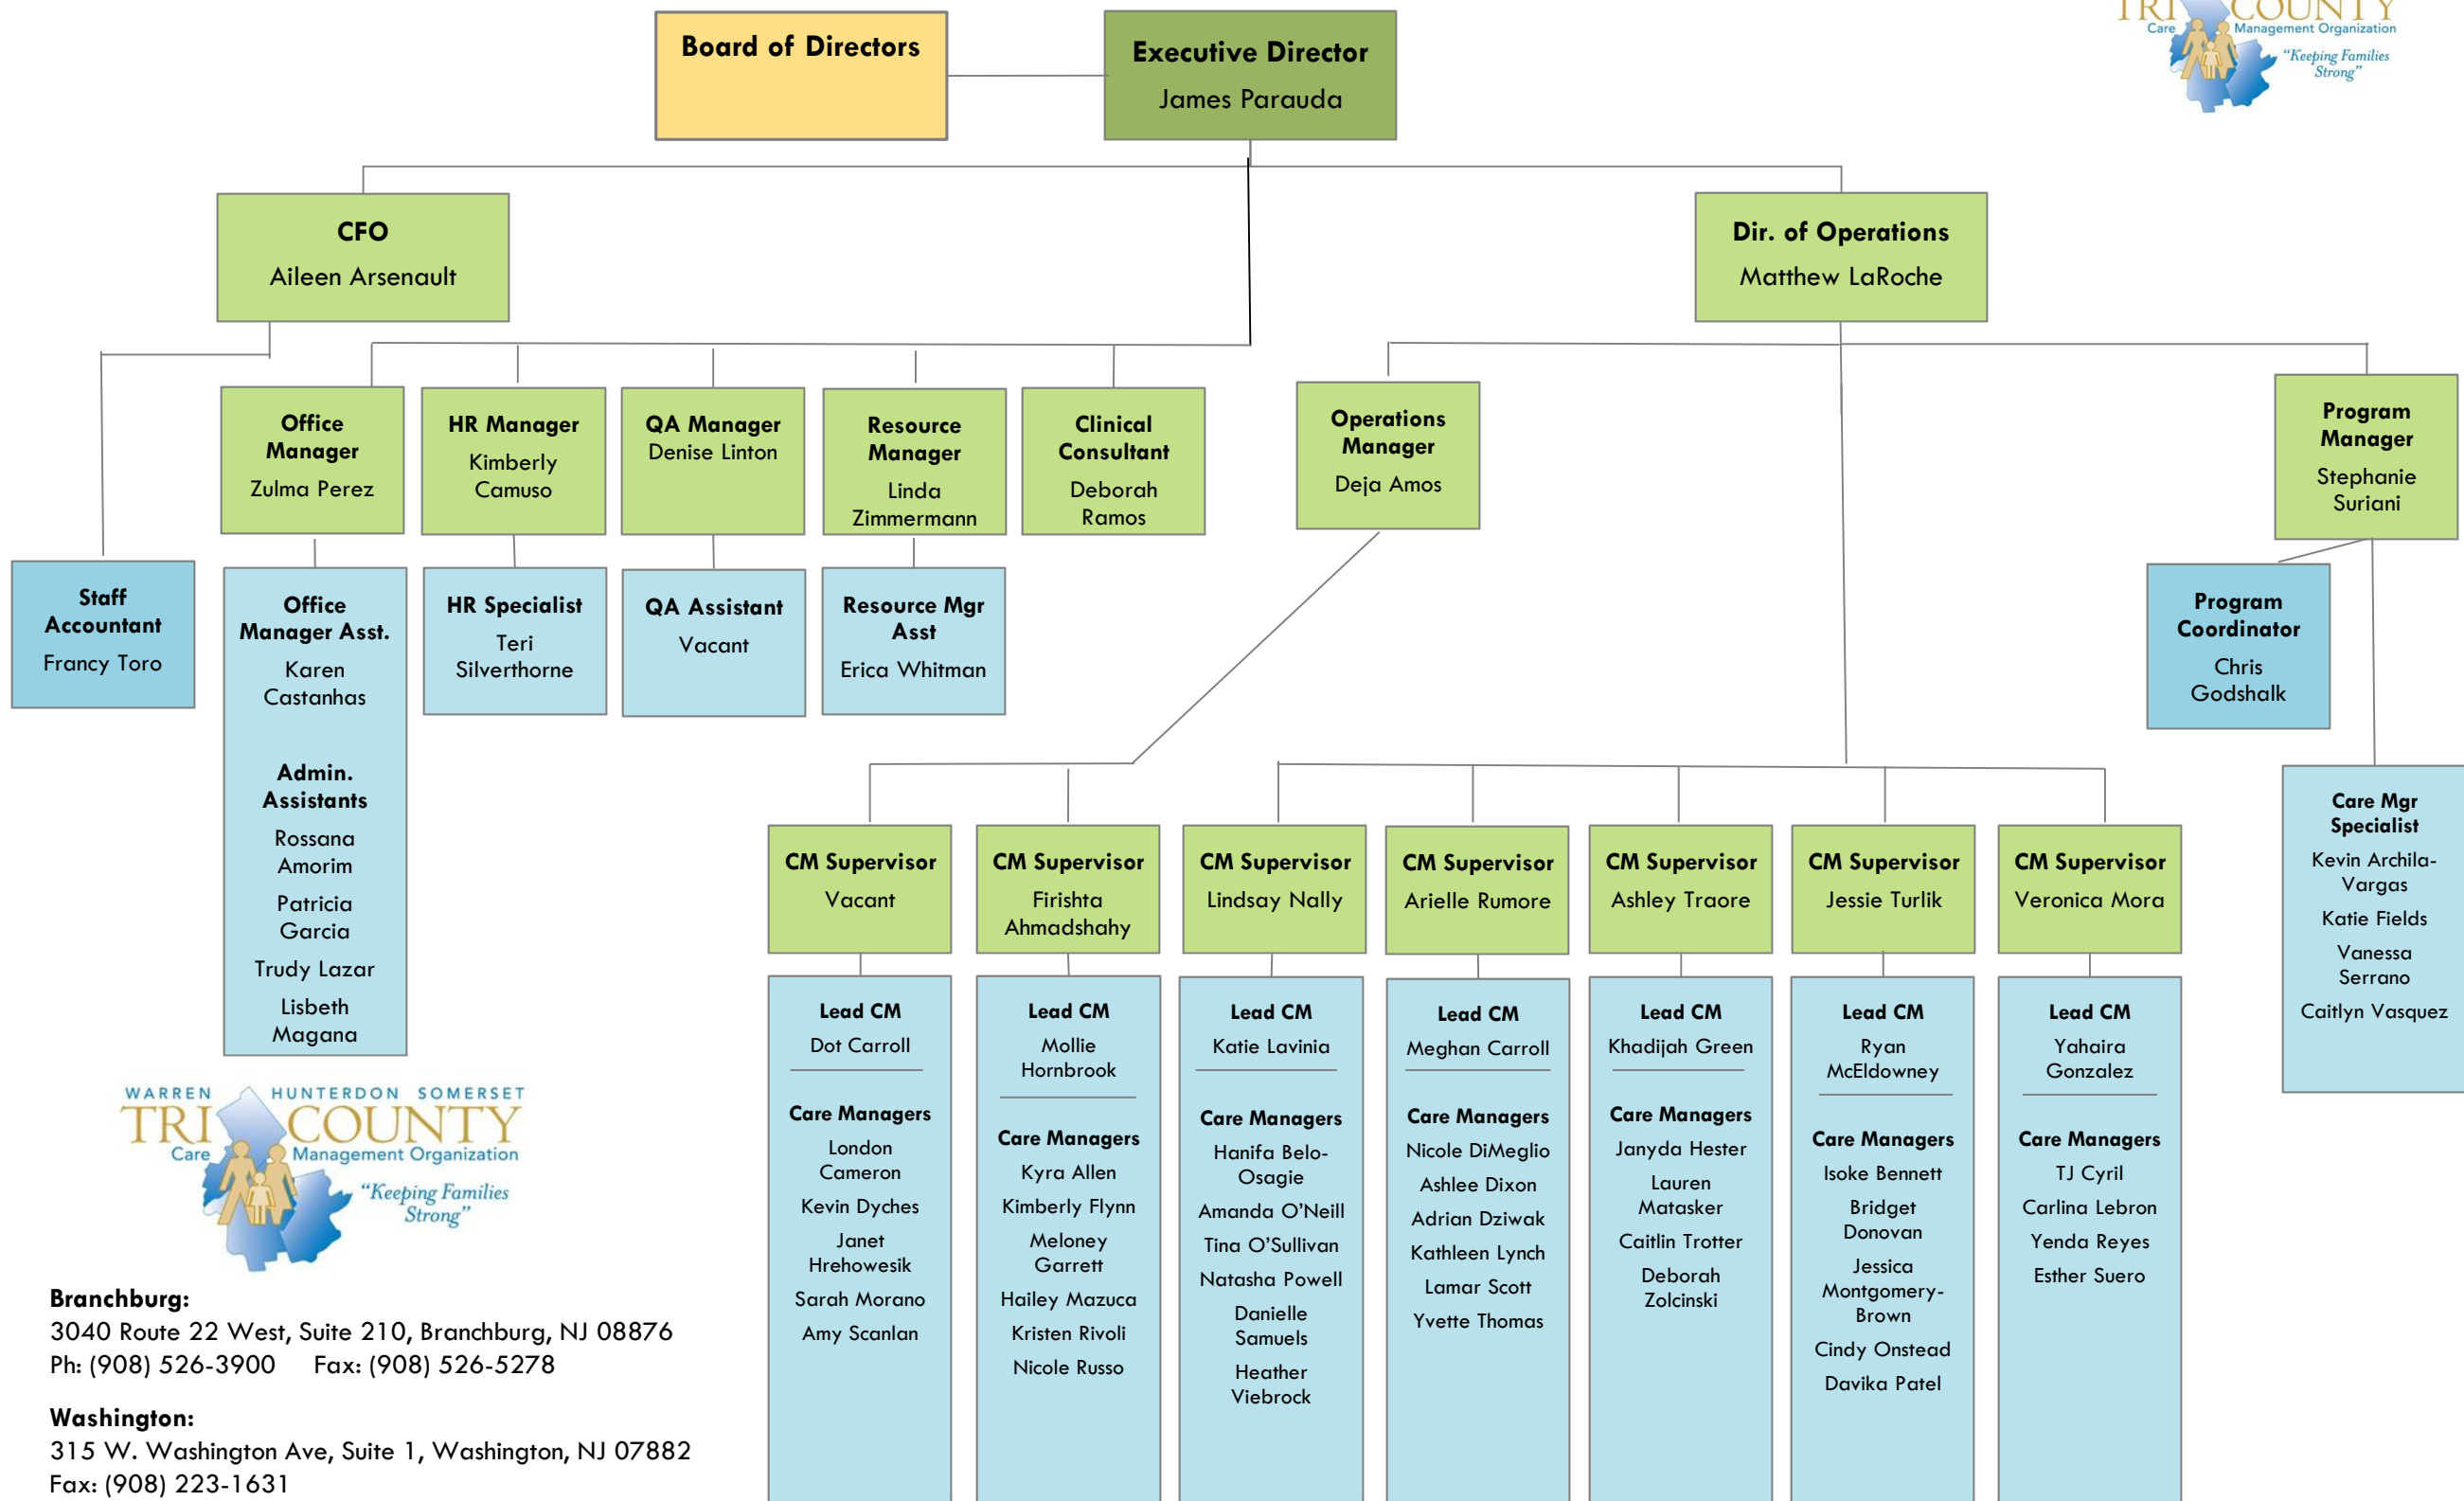 Board of Directors
Executive Director
James Parauda
TRI COUNTY
Care Management Organization
“Keeping Families
Strong”
CFO
Aileen Arsenault
Dir. of Operations
Matthew LaRoche
Office
Manager
Zulma Perez
HR Manager
Kimberly
Camuso
QA Manager
Denise Linton
Resource
Manager
Linda
Zimmermann
Clinical
Consultant
Deborah
Ramos
Operations
Manager
Deja Amos
Program
Manager
Stephanie
Suriani
Staff
Accountant
Francy Toro
Office
Manager Asst.
Karen
Castanhas
Admin.
Assistants
Rossana
Amorim
Patricia
Garcia
Trudy Lazar
Lisbeth
Magana
HR Specialist
Teri
Silverthorne
QA Assistant
Vacant
Resource Mgr
Asst
Erica Whitman
Program
Coordinator
Chris
Godshalk
Care Mgr
Specialist
Kevin Archila-
Vargas
Katie Fields
Vanessa
Serrano
Caitlyn Vasquez
CM Supervisor
Vacant
CM Supervisor
Firishta
Ahmadshahy
CM Supervisor
Lindsay Nally
CM Supervisor
Arielle Rumore
CM Supervisor
Ashley Traore
CM Supervisor
Jessie Turlik
CM Supervisor
Veronica Mora
Lead CM
Dot Carroll
Care Managers
London
Cameron
Kevin Dyches
Janet
Hrehowesik
Sarah Morano
Amy Scanlan
Lead CM
Mollie
Hornbrook
Care Managers
Kyra Allen
Kimberly Flynn
Meloney
Garrett
Hailey Mazuca
Kristen Rivoli
Nicole Russo
Lead CM
Katie Lavinia
Care Managers
Hanifa Belo-
Osagie
Amanda O’Neill
Tina O’Sullivan
Natasha Powell
Danielle
Samuels
Heather
Viebrock
Lead CM
Meghan Carroll
Care Managers
Nicole DiMeglio
Ashlee Dixon
Adrian Dziwak
Kathleen Lynch
Lamar Scott
Yvette Thomas
Lead CM
Khadijah Green
Care Managers
Janyda Hester
Lauren
Matasker
Caitlin Trotter
Deborah
Zolcinski
Lead CM
Ryan
McEldowney
Care Managers
Isoke Bennett
Bridget
Donovan
Jessica
Montgomery-
Brown
Cindy Onstead
Davika Patel
Lead CM
Yahaira
Gonzalez
Care Managers
TJ Cyril
Carlina Lebron
Yenda Reyes
Esther Suero
WARREN HUNTERDON SOMERSET
TRI COUNTY
Care Management Organization
“Keeping Families
Strong”
Branchburg:
3040 Route 22 West, Suite 210, Branchburg, NJ 08876
Ph: (908) 526-3900 Fax: (908) 526-5278
Washington:
315 W. Washington Ave, Suite 1, Washington, NJ 07882
Fax: (908) 223-1631